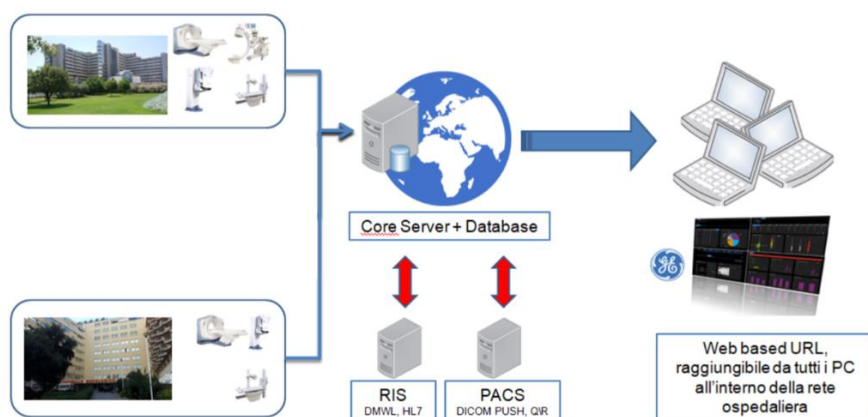 Core Server + Database
RIS
DMWL, HL7
PACS
DICOM PUSH, Q\R
GE
Web based URL,
raggiungibile da tutti i PC
all'interno della rete
ospedaliera